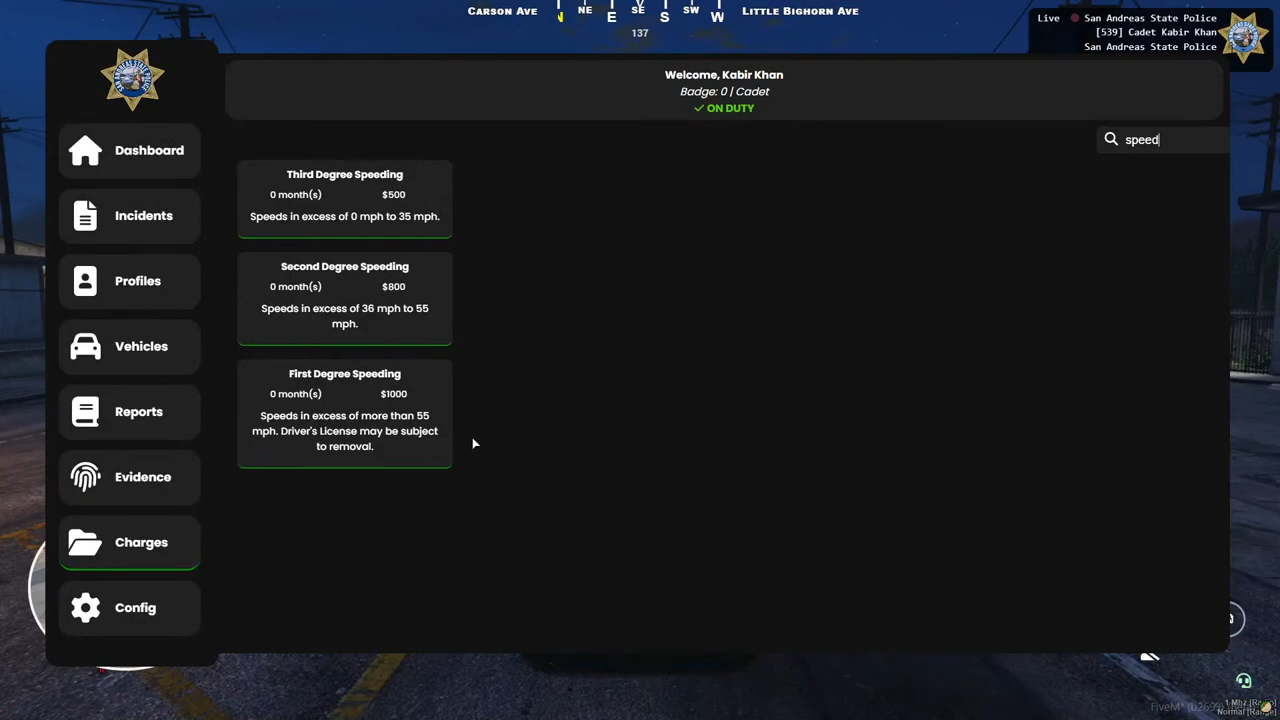 CARSON AVE
N
NE
E
SE
S
SW
W
LITTLE BIGHORN AVE
137
Live San Andreas State Police
[539] Cadet Kabir Khan
San Andreas State Police
Welcome, Kabir Khan
Badge: 0 | Cadet
ON DUTY
speed
Dashboard
Incidents
Profiles
Vehicles
Reports
Evidence
Charges
Config
Third Degree Speeding
0 month(s) $500
Speeds in excess of 0 mph to 35 mph.
Second Degree Speeding
0 month(s) $800
Speeds in excess of 36 mph to 55
mph.
First Degree Speeding
0 month(s) $1000
Speeds in excess of more than 55
mph. Driver's License may be subject
to removal.
1 Mhz
Normal